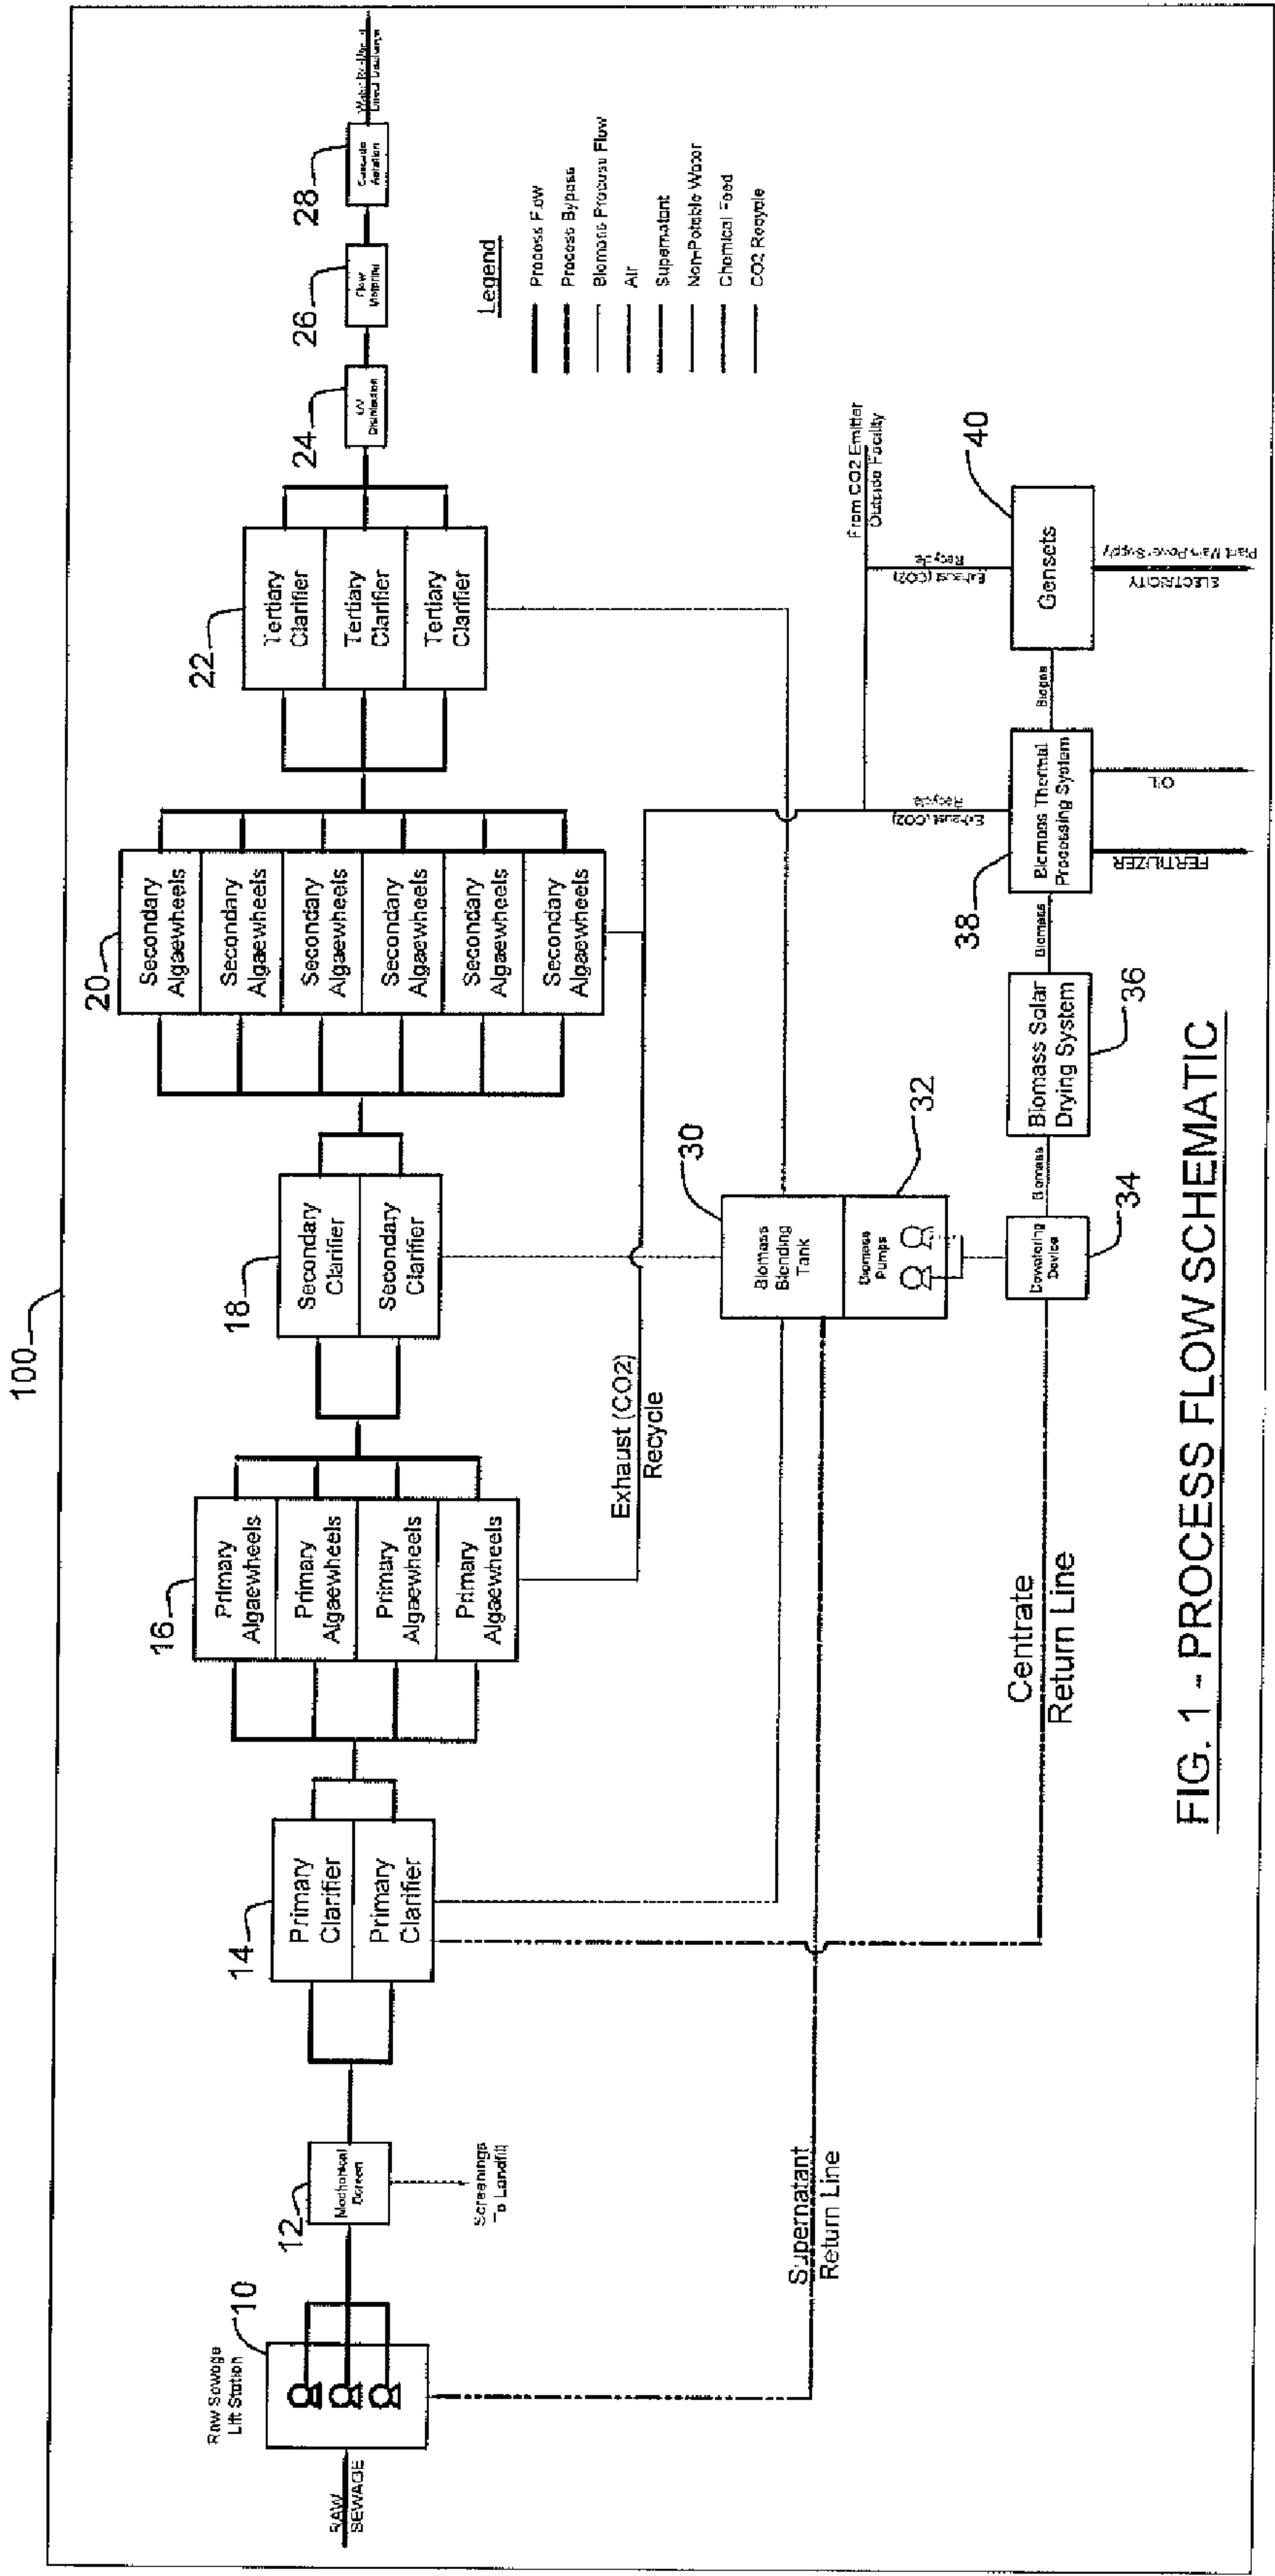 100
RAW
SEWAGE
Raw Sewage
Lift Station
10
12
Mechanical
Screen
Screenings
To Landfill
14
Primary
Clarifier
Primary
Clarifier
16
Primary
Algaewheels
Primary
Algaewheels
Primary
Algaewheels
Primary
Algaewheels
18
Secondary
Clarifier
Secondary
Clarifier
20
Secondary
Algaewheels
Secondary
Algaewheels
Secondary
Algaewheels
Secondary
Algaewheels
Secondary
Algaewheels
Secondary
Algaewheels
22
Tertiary
Clarifier
Tertiary
Clarifier
Tertiary
Clarifier
24
UV
Disinfection
26
Flow
Metering
28
Cascade
Aeration
Direct Discharge
Legend
Process Flow
Process Bypass
Biomass Process Flow
Air
Supernatant
Non-Potable Water
Chemical Feed
CO2 Recycle
Exhaust (CO2)
Recycle
Supernatant
Return Line
Centrate
Return Line
30
Biomass
Blending
Tank
32
Biomass
Pumps
34
Dewatering
Device
Biomass
36
Biomass Solar
Drying System
Biomass
38
Biomass Thermal
Processing System
FERTILIZER
OIL
Exhaust (CO2)
Recycle
Biogas
From CO2 Emitter
Outside Facility
Exhaust (CO2)
Recycle
40
Gensets
ELECTRICITY
Plant Main Power Supply
FIG. 1 - PROCESS FLOW SCHEMATIC